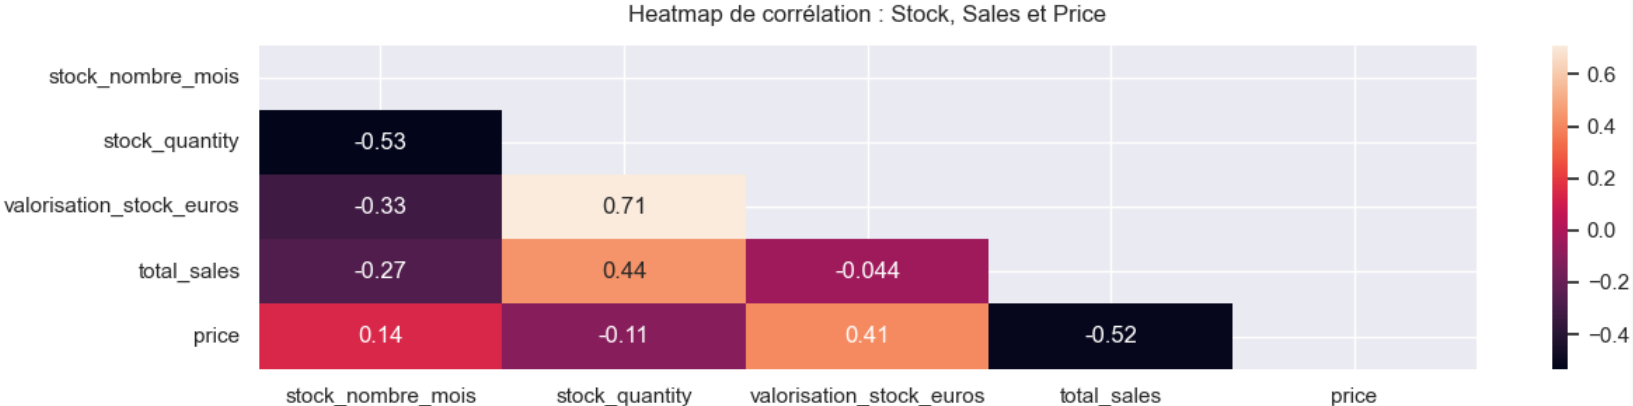 Heatmap de corrélation : Stock, Sales et Price
stock_nombre_mois
stock_quantity -0.53
valorisation_stock_euros -0.33 0.71
total_sales -0.27 0.44 -0.044
price 0.14 -0.11 0.41 -0.52
stock_nombre_mois stock_quantity valorisation_stock_euros total_sales price
0.6
0.4
0.2
0.0
−0.2
−0.4